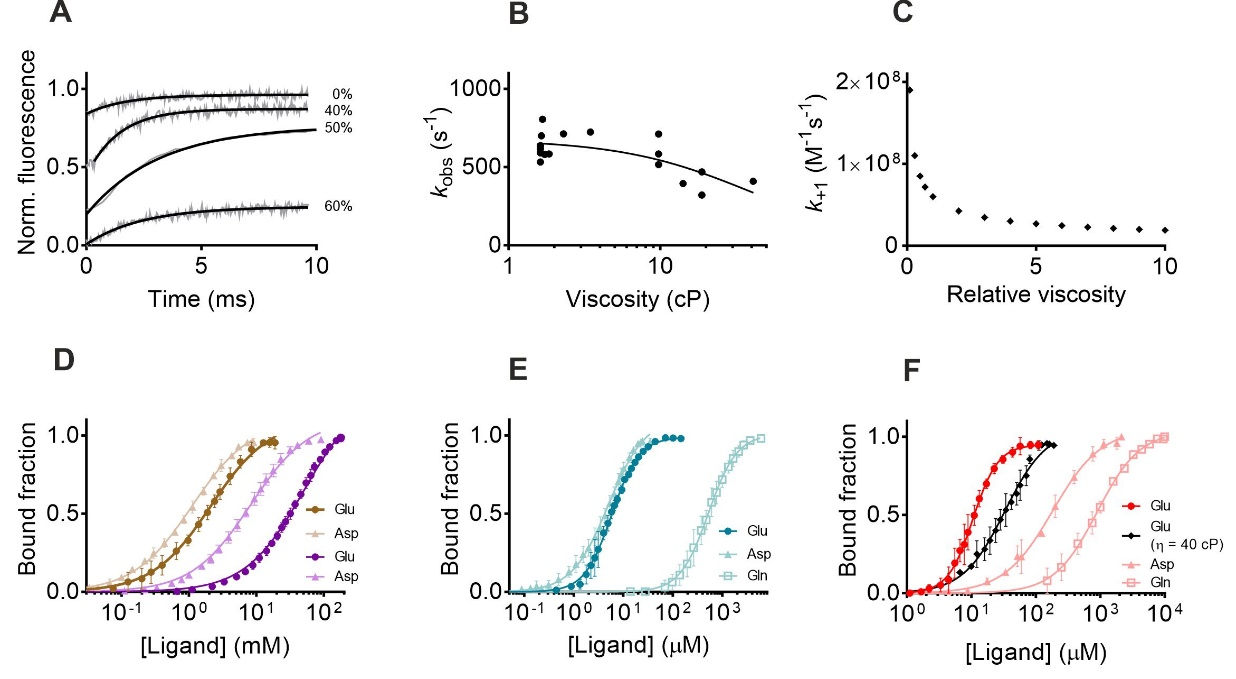 A
Norm. fluorescence
1.0
0.5
0.0
0%
40%
50%
60%
0 5 10
Time (ms)
B
k_obs (s⁻¹)
1000
500
0
1 10
Viscosity (cP)
C
k₊₁ (M⁻¹s⁻¹)
2×10⁸
1×10⁸
0
0 5 10
Relative viscosity
D
Bound fraction
1.0
0.5
0.0
Glu
Asp
Glu
Asp
10⁻¹ 10⁰ 10¹ 10²
[Ligand] (mM)
E
Bound fraction
1.0
0.5
0.0
Glu
Asp
Gln
10⁻¹ 10⁰ 10¹ 10² 10³
[Ligand] (μM)
F
Bound fraction
1.0
0.5
0.0
Glu
Glu
(η = 40 cP)
Asp
Gln
10⁰ 10¹ 10² 10³ 10⁴
[Ligand] (μM)